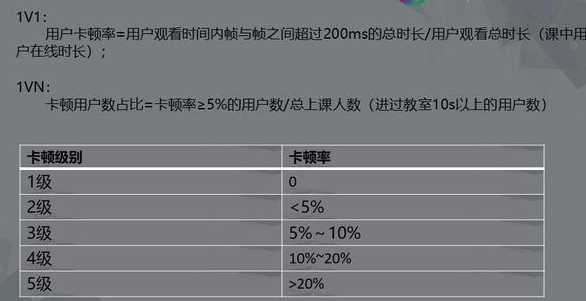 1V1:
用户卡顿率=用户观看时间内帧与帧之间超过200ms的总时长/用户观看总时长（课中用
户在线时长）;
1VN:
卡顿用户数占比=卡顿率≥5%的用户数/总上课人数（进过教室10s以上的用户数）
卡顿级别 卡顿率
1级 0
2级 <5%
3级 5%～10%
4级 10%~20%
5级 >20%